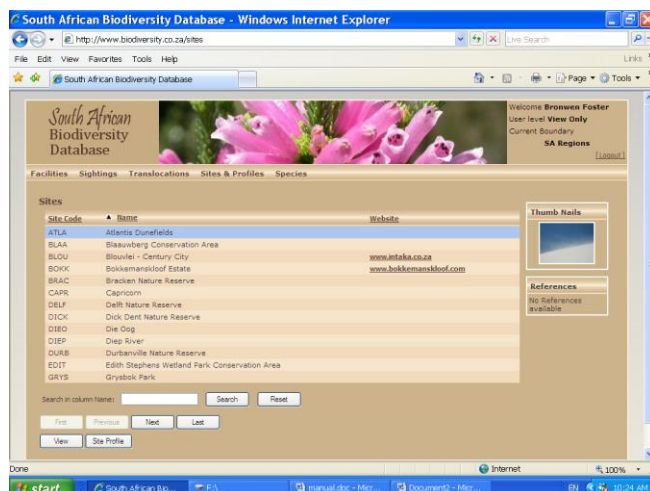 South African Biodiversity Database - Windows Internet Explorer
http://www.biodiversity.co.za/sites
Live Search
File Edit View Favorites Tools Help
Links
South African Biodiversity Database
Page
Tools
South African
Biodiversity
Database
Welcome Bronwen Foster
User level View Only
Current Boundary
SA Regions
[Logout]
Facilities Sightings Translocations Sites & Profiles Species
Sites
Site Code Name Website
ATLA Atlantis Dunefields
BLAA Blaauwberg Conservation Area
BLOU Blouvlei - Century City www.intaka.co.za
BOKK Bokkemanskloof Estate www.bokkemanskloof.com
BRAC Bracken Nature Reserve
CAPR Capricorn
DELF Delft Nature Reserve
DICK Dick Dent Nature Reserve
DIEO Die Oog
DIEP Diep River
DURB Durbanville Nature Reserve
EDIT Edith Stephens Wetland Park Conservation Area
GRYS Grysbok Park
Thumb Nails
References
No References
available
Search in column Name: Search Reset
First Previous Next Last
View Site Profile
Done Internet 100%
start South African Bio... F:\ manual.doc - Micr... Document2 - Micr... EN 10:24 AM